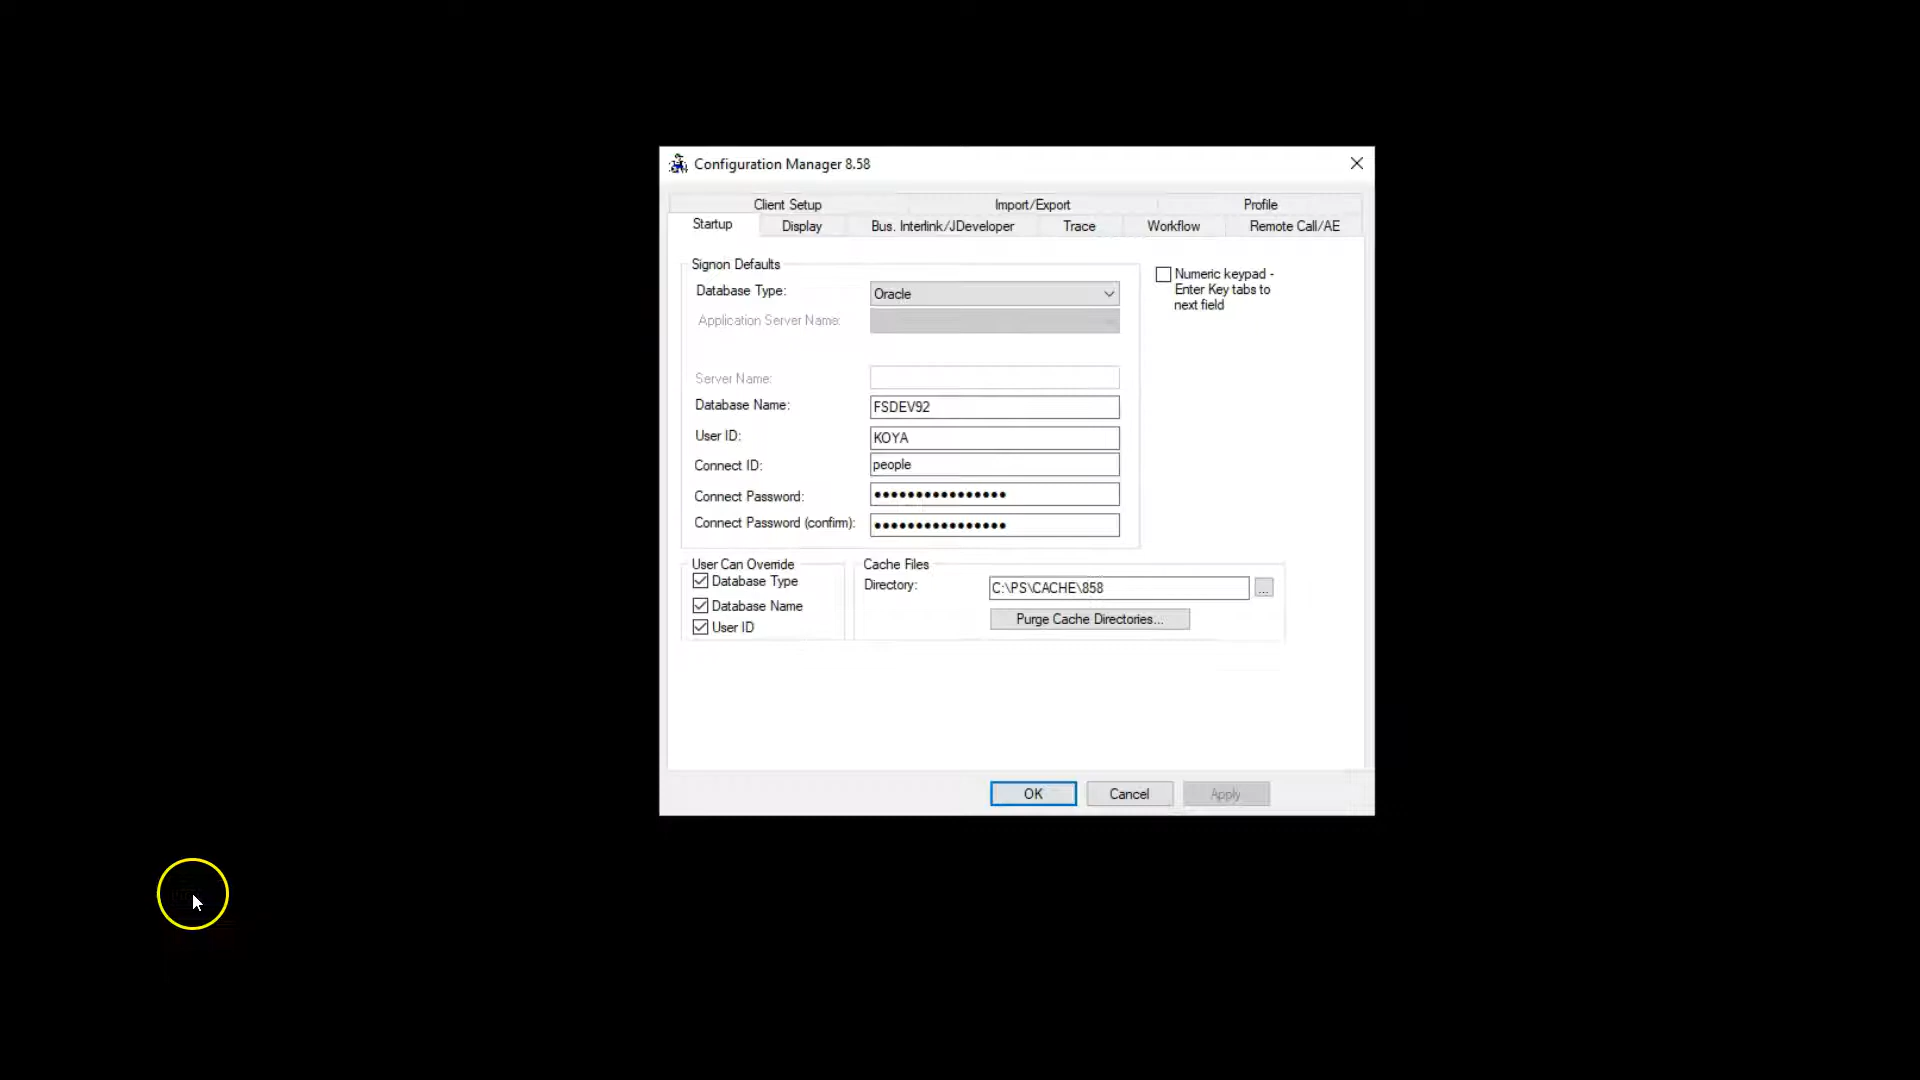 Configuration Manager 8.58
Client Setup Import/Export Profile
Startup Display Bus. Interlink/JDeveloper Trace Workflow Remote Call/AE
Signon Defaults
Database Type: Oracle
Application Server Name:
Server Name:
Database Name: FSDEV92
User ID: KOYA
Connect ID: people
Connect Password: ●●●●●●●●●●●●●●●●
Connect Password (confirm): ●●●●●●●●●●●●●●●●
Numeric keypad -
Enter Key tabs to
next field
User Can Override
Database Type
Database Name
User ID
Cache Files
Directory: C:\PS\CACHE\858 ...
Purge Cache Directories...
OK Cancel Apply